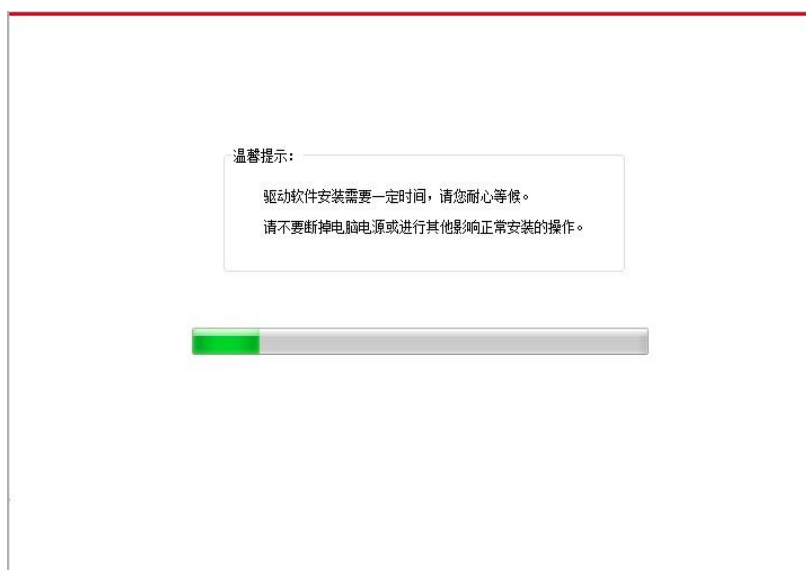 温馨提示：
驱动软件安装需要一定时间，请您耐心等候。
请不要断掉电脑电源或进行其他影响正常安装的操作。